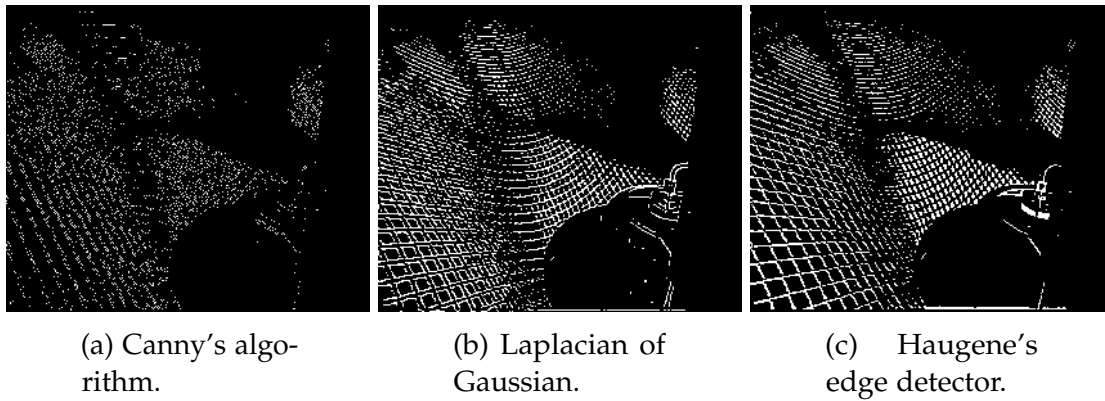 (a) Canny's algo-
rithm.
(b) Laplacian of
Gaussian.
(c) Haugene's
edge detector.